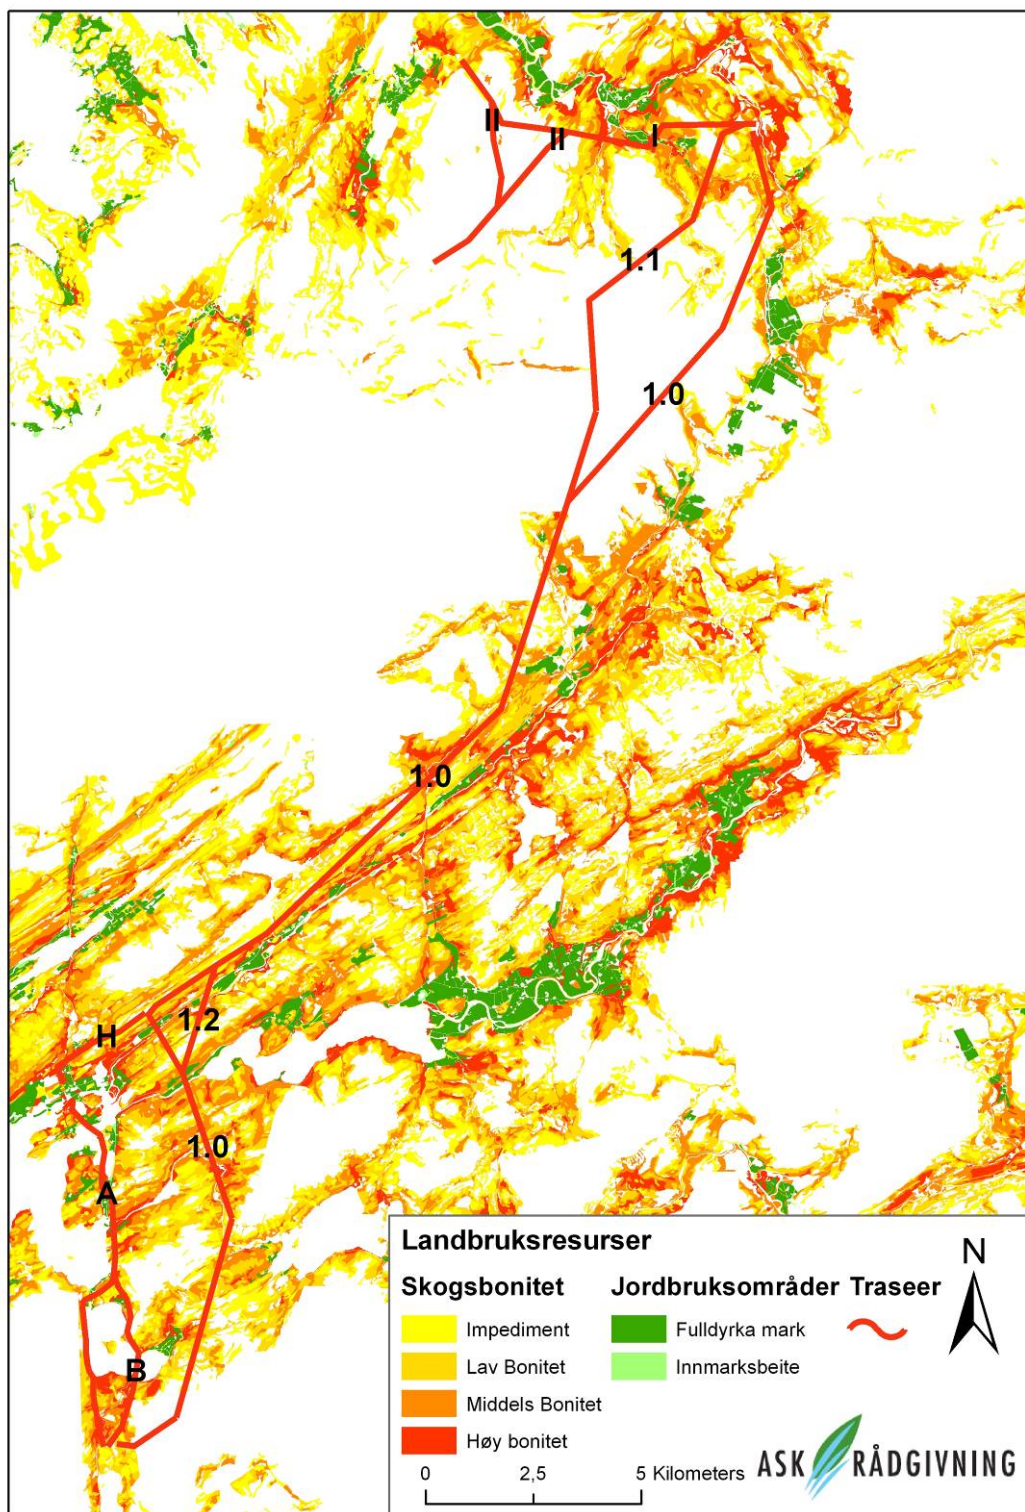 II
II
I
1.1
1.0
1.0
H
1.2
1.0
A
B
Landbruksresurser
N
Skogsbonitet
Jordbruksområder
Traseer
Impediment
Lav Bonitet
Middels Bonitet
Høy bonitet
Fulldyrka mark
Innmarksbeite
0 2,5 5 Kilometers
ASK RÅDGIVNING